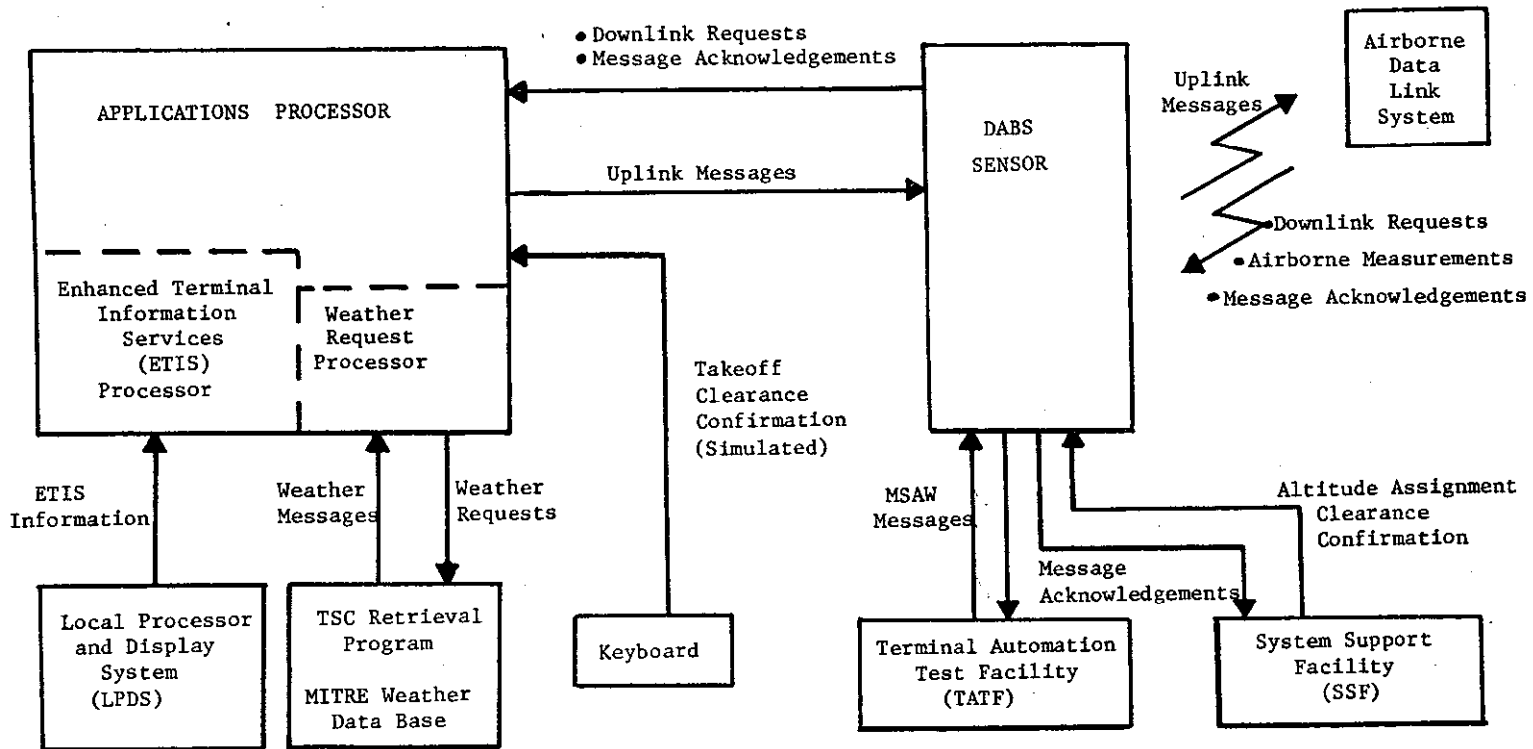 • Downlink Requests
• Message Acknowledgements
Airborne
Data
Link
System
Uplink
Messages
APPLICATIONS PROCESSOR
DABS
SENSOR
Uplink Messages
• Downlink Requests
• Airborne Measurements
• Message Acknowledgements
Enhanced Terminal
Information
Services
(ETIS)
Processor
Weather
Request
Processor
Takeoff
Clearance
Confirmation
(Simulated)
ETIS
Information
Weather
Messages
Weather
Requests
MSAW
Messages
Message
Acknowledgements
Altitude Assignment
Clearance
Confirmation
Local Processor
and Display
System
(LPDS)
TSC Retrieval
Program
MITRE Weather
Data Base
Keyboard
Terminal Automation
Test Facility
(TATF)
System Support
Facility
(SSF)